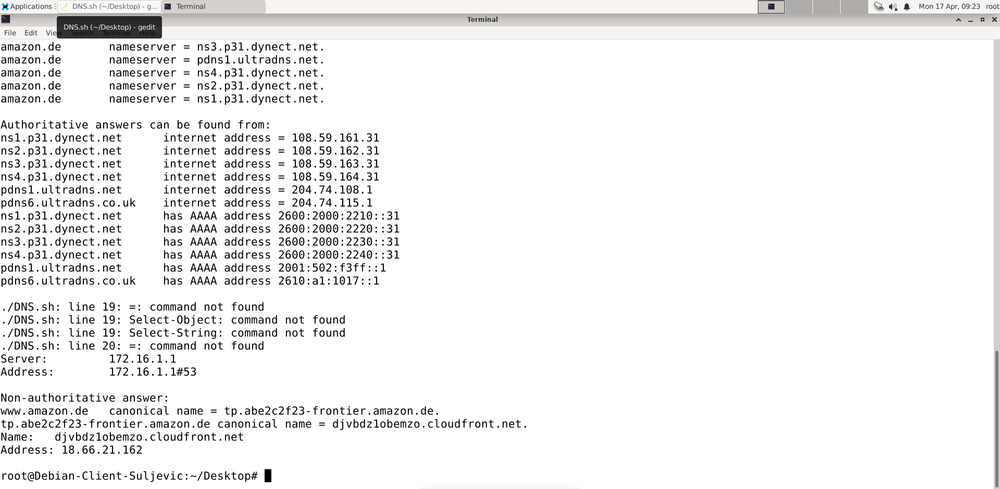 Applications DNS.sh (~/Desktop) - g... Terminal Mon 17 Apr, 09:23 root
Terminal
DNS.sh (~/Desktop) - gedit
File Edit View Search Terminal Help
amazon.de nameserver = ns3.p31.dynect.net.
amazon.de nameserver = pdns1.ultradns.net.
amazon.de nameserver = ns4.p31.dynect.net.
amazon.de nameserver = ns2.p31.dynect.net.
amazon.de nameserver = ns1.p31.dynect.net.
Authoritative answers can be found from:
ns1.p31.dynect.net internet address = 108.59.161.31
ns2.p31.dynect.net internet address = 108.59.162.31
ns3.p31.dynect.net internet address = 108.59.163.31
ns4.p31.dynect.net internet address = 108.59.164.31
pdns1.ultradns.net internet address = 204.74.108.1
pdns6.ultradns.co.uk internet address = 204.74.115.1
ns1.p31.dynect.net has AAAA address 2600:2000:2210::31
ns2.p31.dynect.net has AAAA address 2600:2000:2220::31
ns3.p31.dynect.net has AAAA address 2600:2000:2230::31
ns4.p31.dynect.net has AAAA address 2600:2000:2240::31
pdns1.ultradns.net has AAAA address 2001:502:f3ff::1
pdns6.ultradns.co.uk has AAAA address 2610:a1:1017::1
./DNS.sh: line 19: =: command not found
./DNS.sh: line 19: Select-Object: command not found
./DNS.sh: line 19: Select-String: command not found
./DNS.sh: line 20: =: command not found
Server: 172.16.1.1
Address: 172.16.1.1#53
Non-authoritative answer:
www.amazon.de canonical name = tp.abe2c2f23-frontier.amazon.de.
tp.abe2c2f23-frontier.amazon.de canonical name = djvbdz1obemzo.cloudfront.net.
Name: djvbdz1obemzo.cloudfront.net
Address: 18.66.21.162
root@Debian-Client-Suljevic:~/Desktop#